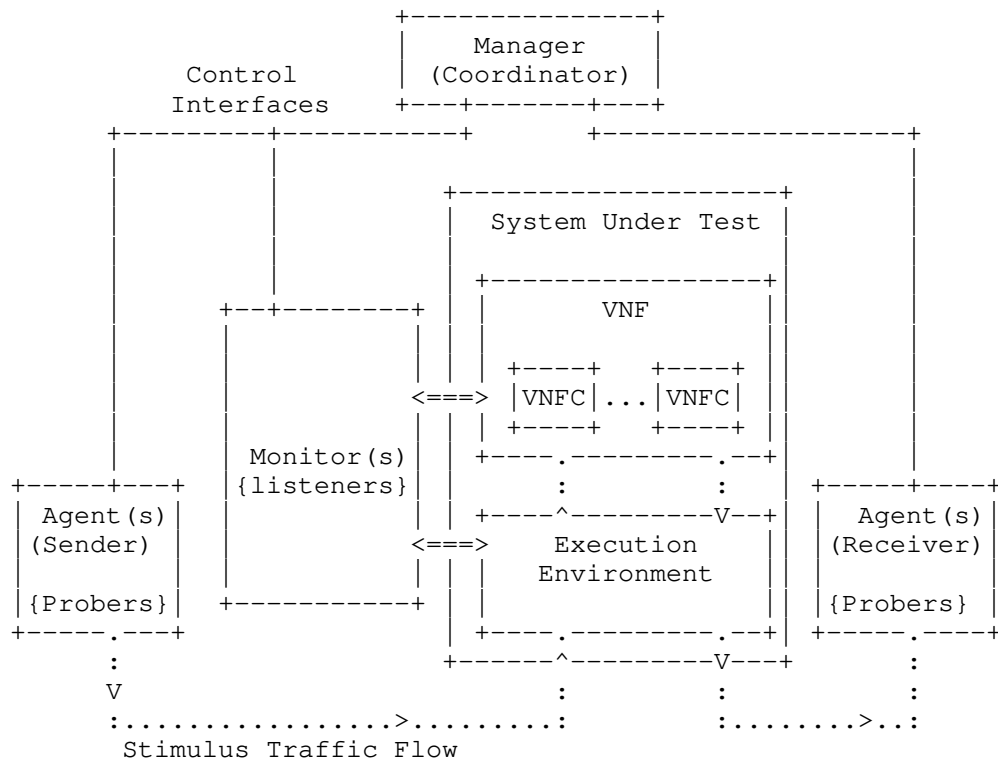 Manager
(Coordinator)
Control
Interfaces
System Under Test
VNF
VNFC ... VNFC
Monitor(s)
{listeners}
Agent(s)
(Sender)
{Probers}
Execution
Environment
Agent(s)
(Receiver)
{Probers}
Stimulus Traffic Flow